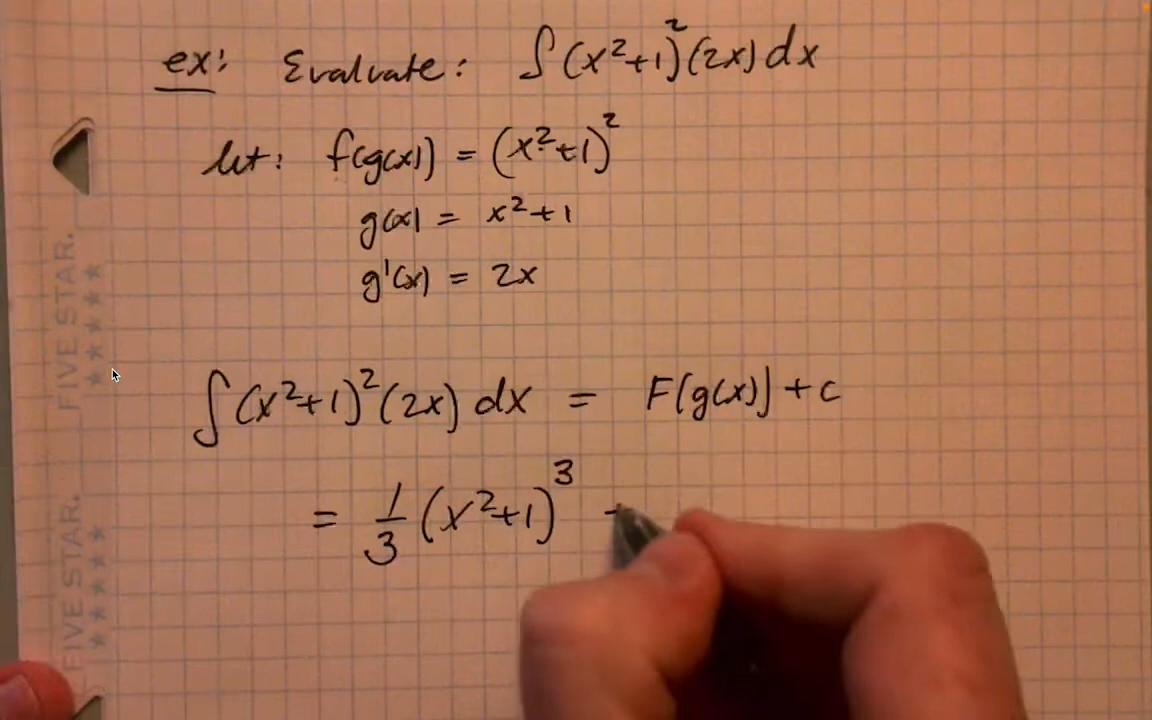 ex: Evaluate: ∫(x²+1)²(2x)dx
let: f(g(x)) = (x²+1)²
g(x) = x²+1
g'(x) = 2x
∫(x²+1)²(2x) dx = F(g(x)) + c
= 1/3 (x²+1)³ +
FIVE STAR. ★★★★★
FIVE STAR. ★★★★★